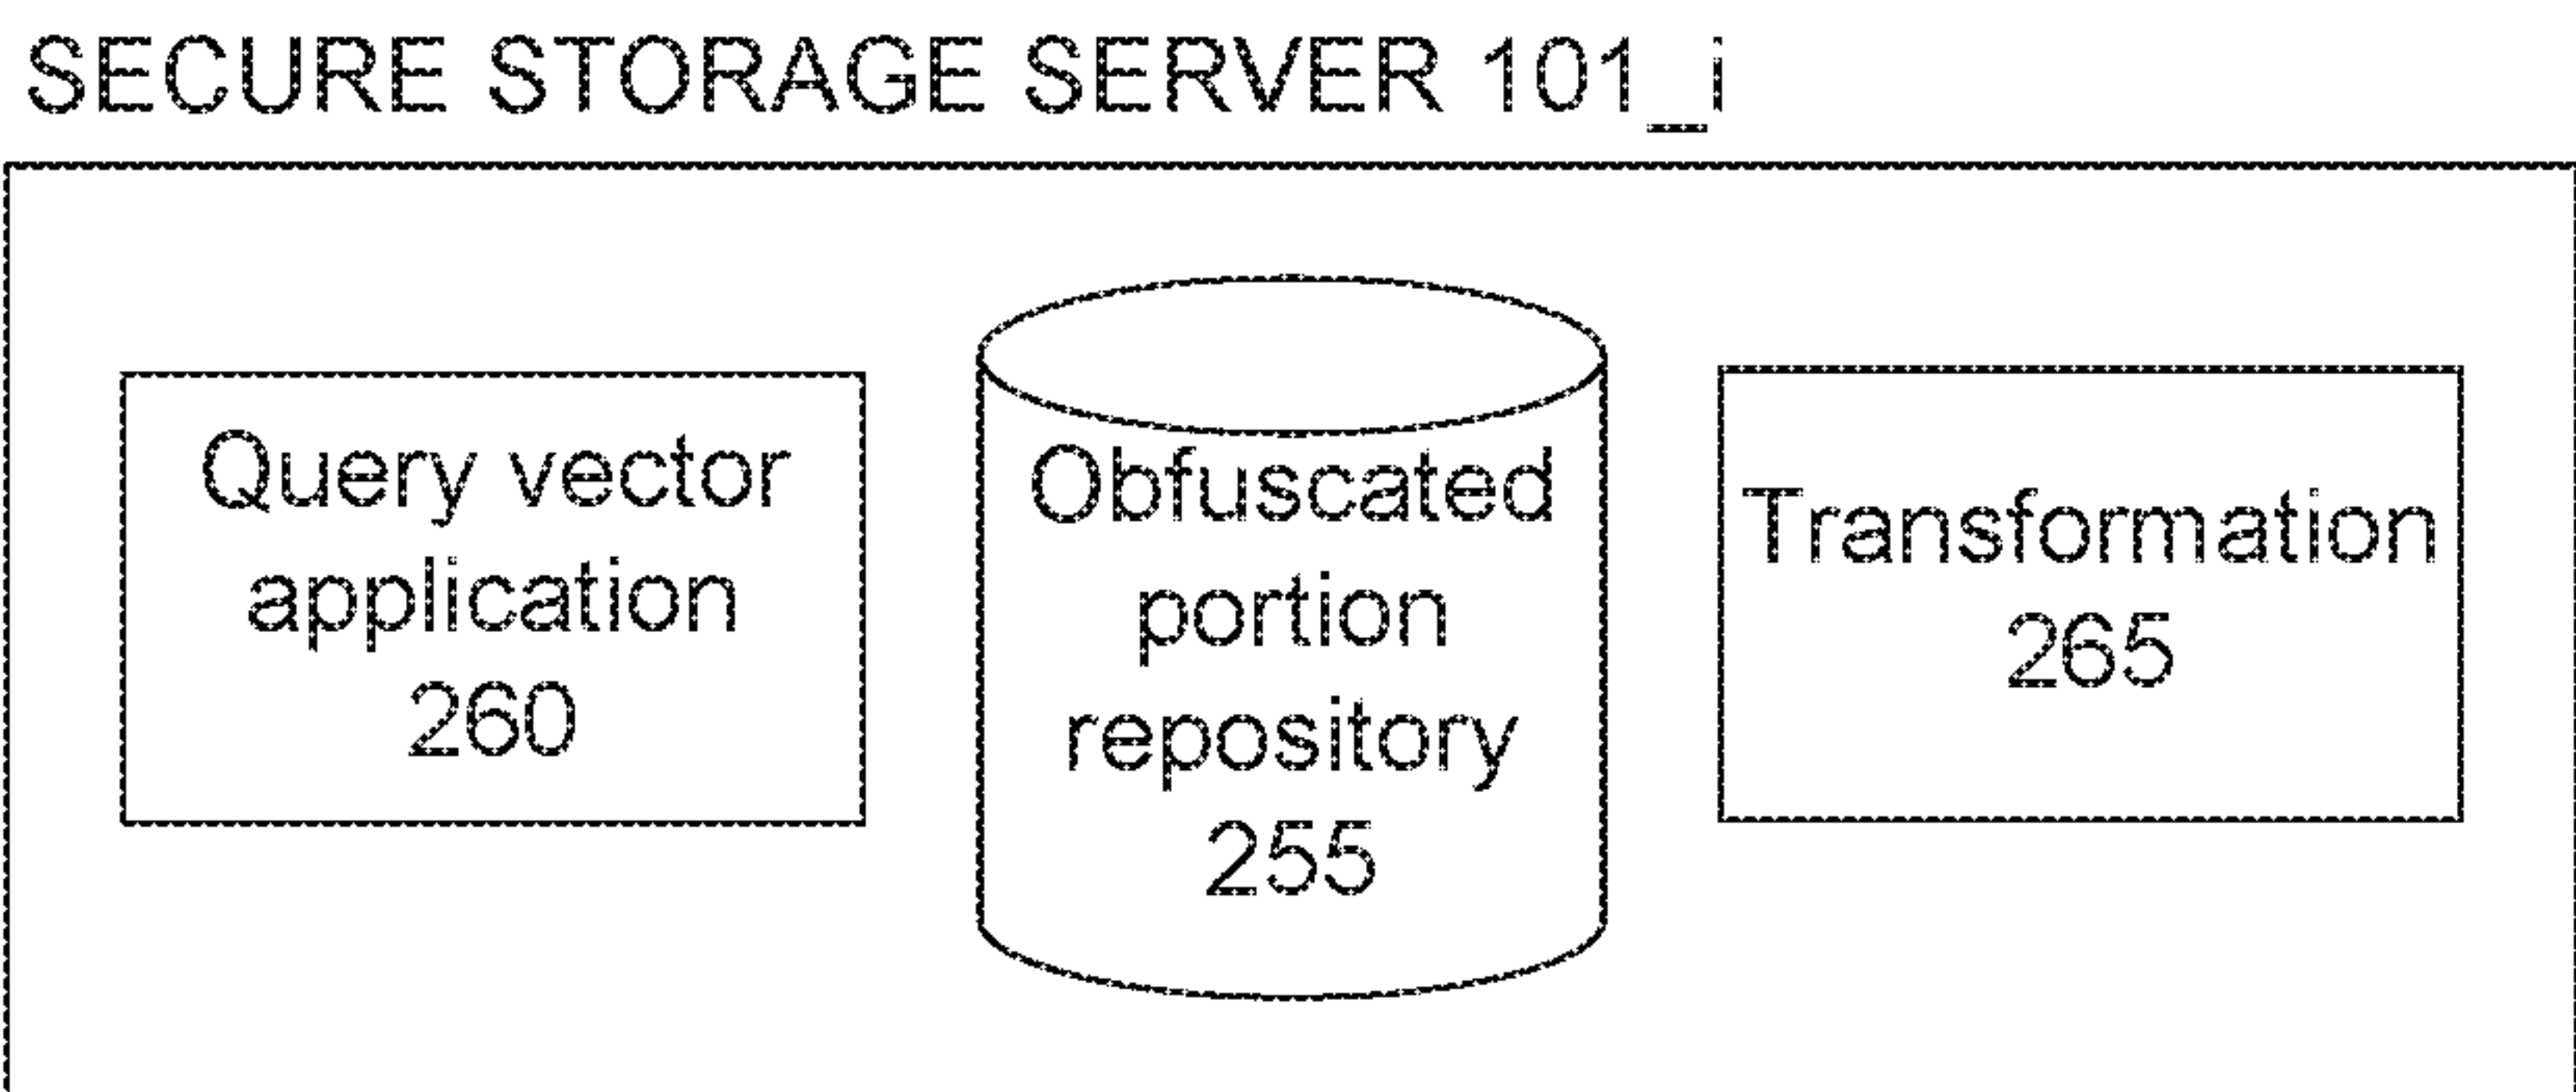 SECURE STORAGE SERVER 101_i
Query vector
application
260
Obfuscated
portion
repository
255
Transformation
265